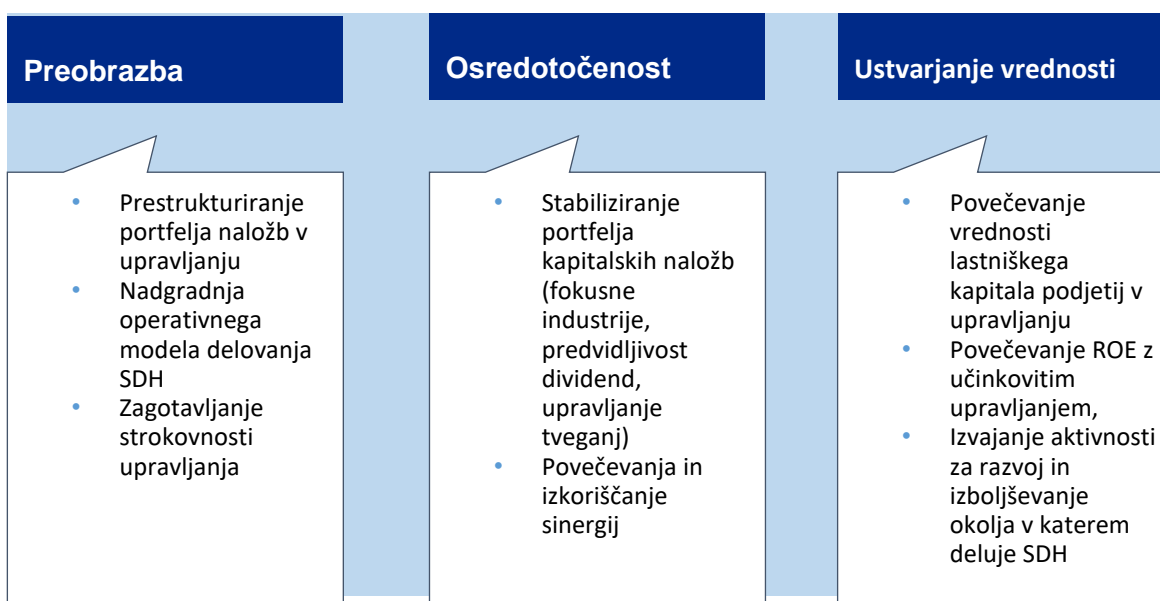 Preobrazba
Prestrukturiranje
portfelja naložb v
upravljanju
Nadgradnja
operativnega
modela delovanja
SDH
Zagotavljanje
strokovnosti
upravljanja
Osredotočenost
Stabiliziranje
portfelja
kapitalskih naložb
(fokusne
industrije,
predvidljivost
dividend,
upravljanje
tveganj)
Povečevanja in
izkoriščanje
sinergij
Ustvarjanje vrednosti
Povečevanje
vrednosti
lastniškega
kapitala podjetij v
upravljanju
Povečevanje ROE z
učinkovitim
upravljanjem,
Izvajanje aktivnosti
za razvoj in
izboljševanje
okolja v katerem
deluje SDH